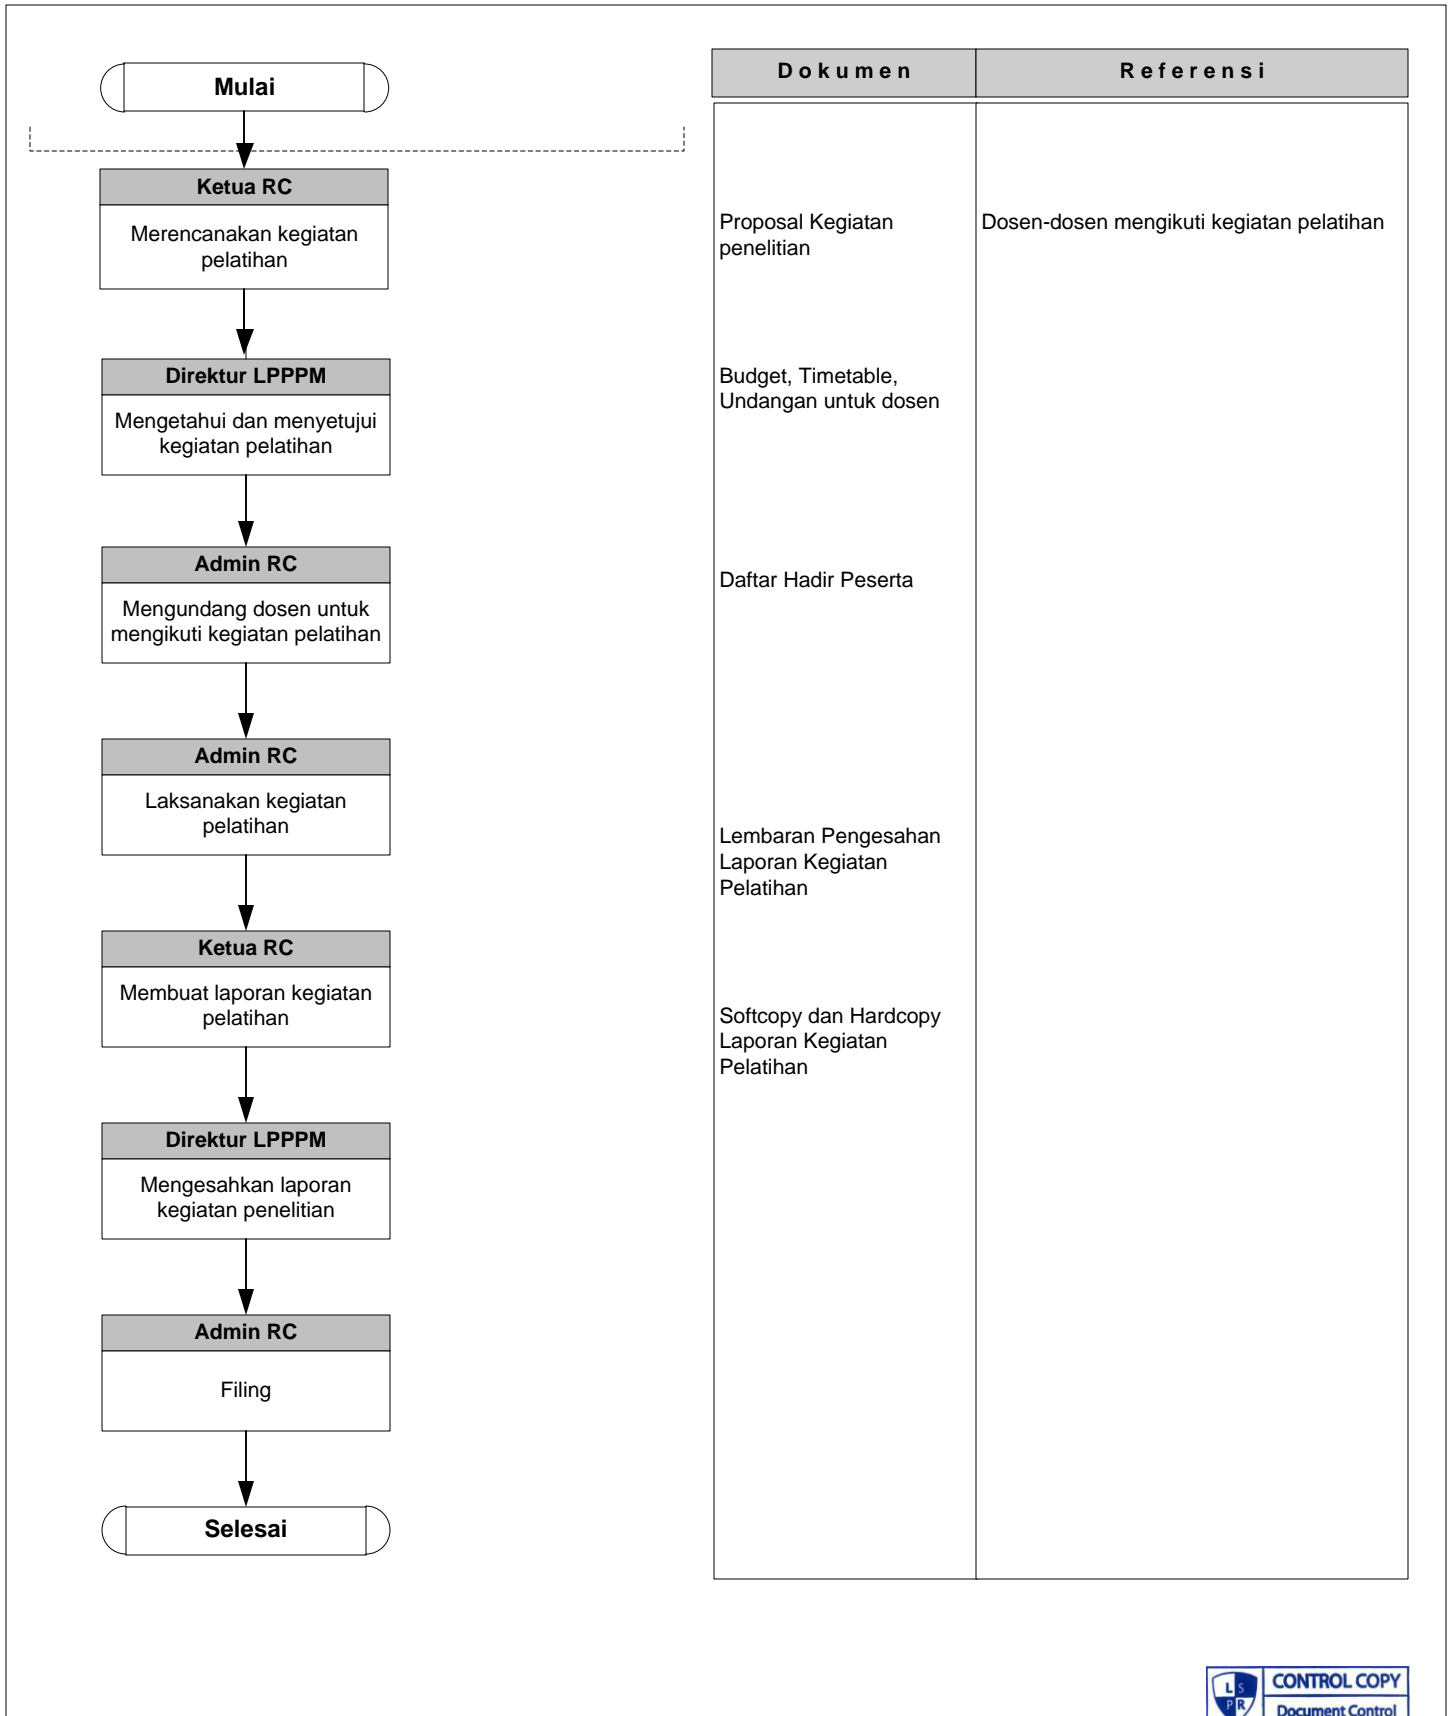 Mulai
Ketua RC
Merencanakan kegiatan
pelatihan
Direktur LPPPM
Mengetahui dan menyetujui
kegiatan pelatihan
Admin RC
Mengundang dosen untuk
mengikuti kegiatan pelatihan
Admin RC
Laksanakan kegiatan
pelatihan
Ketua RC
Membuat laporan kegiatan
pelatihan
Direktur LPPPM
Mengesahkan laporan
kegiatan penelitian
Admin RC
Filing
Selesai
Dokumen
Referensi
Proposal Kegiatan
penelitian
Dosen-dosen mengikuti kegiatan pelatihan
Budget, Timetable,
Undangan untuk dosen
Daftar Hadir Peserta
Lembaran Pengesahan
Laporan Kegiatan
Pelatihan
Softcopy dan Hardcopy
Laporan Kegiatan
Pelatihan
LS
PR
CONTROL COPY
Document Control